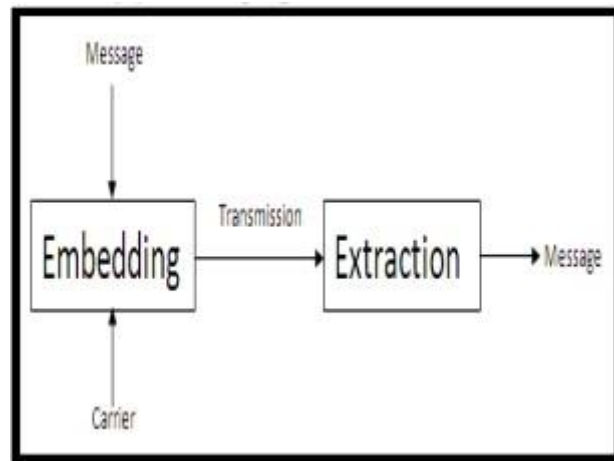 Message
Transmission
Embedding
Extraction
Message
Carrier